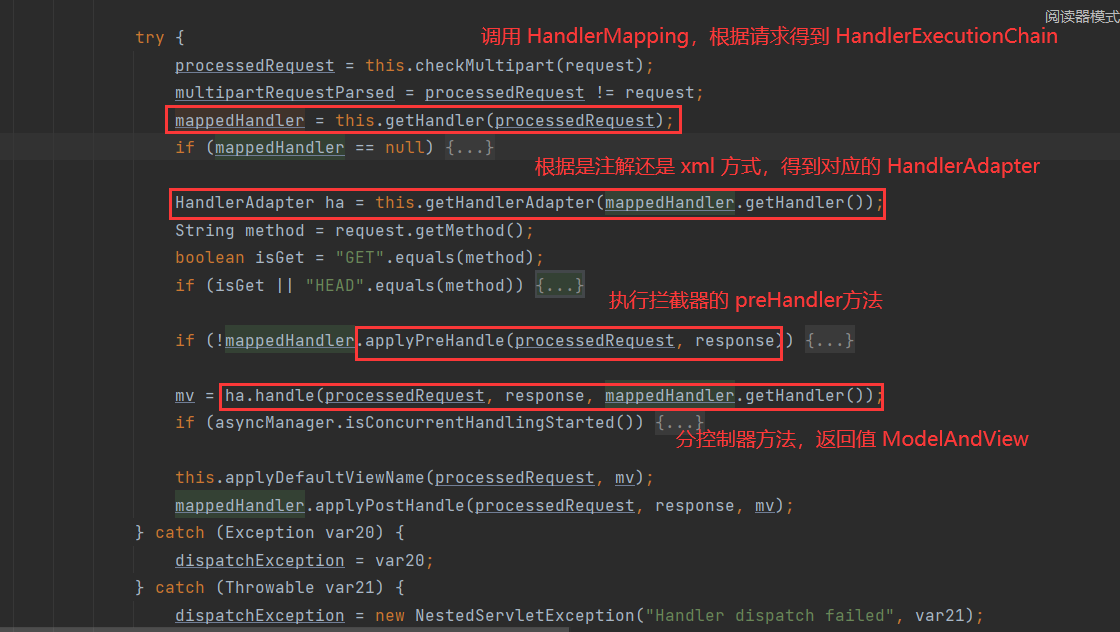 阅读器模式
try {
调用 HandlerMapping，根据请求得到 HandlerExecutionChain
processedRequest = this.checkMultipart(request);
multipartRequestParsed = processedRequest != request;
mappedHandler = this.getHandler(processedRequest);
if (mappedHandler == null) {...}
根据是注解还是 xml 方式，得到对应的 HandlerAdapter
HandlerAdapter ha = this.getHandlerAdapter(mappedHandler.getHandler());
String method = request.getMethod();
boolean isGet = "GET".equals(method);
if (isGet || "HEAD".equals(method)) {...}
执行拦截器的 preHandler方法
if (!mappedHandler.applyPreHandle(processedRequest, response)) {...}
mv = ha.handle(processedRequest, response, mappedHandler.getHandler());
if (asyncManager.isConcurrentHandlingStarted()) {...}
分控制器方法，返回值 ModelAndView
this.applyDefaultViewName(processedRequest, mv);
mappedHandler.applyPostHandle(processedRequest, response, mv);
} catch (Exception var20) {
dispatchException = var20;
} catch (Throwable var21) {
dispatchException = new NestedServletException("Handler dispatch failed", var21);